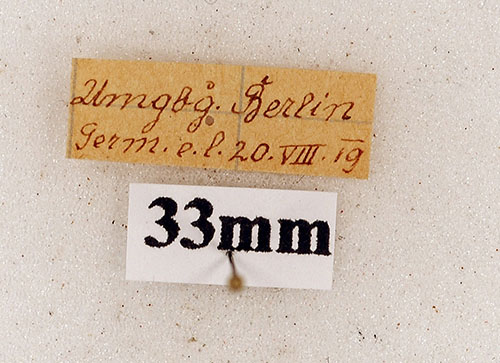 Umgbg. Berlin
Germ. e. l. 20. VIII. 19
33mm